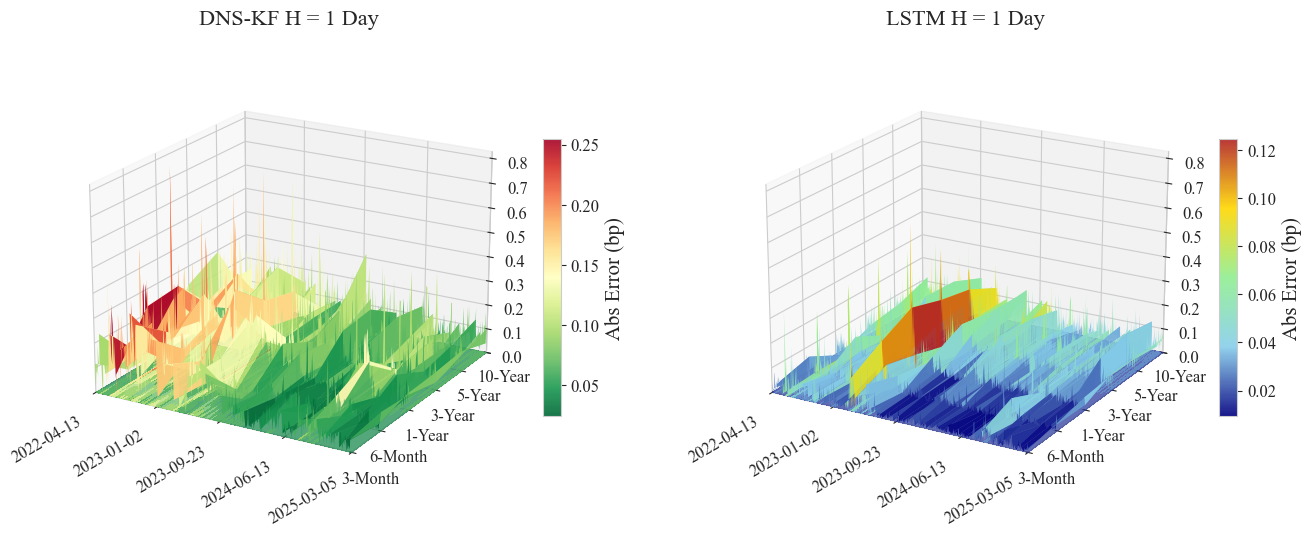 DNS-KF H = 1 Day
0.8
0.7
0.6
0.5
0.4
0.3
0.2
0.1
0.0
10-Year
5-Year
3-Year
1-Year
6-Month
3-Month
2022-04-13
2023-01-02
2023-09-23
2024-06-13
2025-03-05
0.25
0.20
0.15
0.10
0.05
Abs Error (bp)
LSTM H = 1 Day
0.8
0.7
0.6
0.5
0.4
0.3
0.2
0.1
0.0
10-Year
5-Year
3-Year
1-Year
6-Month
3-Month
2022-04-13
2023-01-02
2023-09-23
2024-06-13
2025-03-05
0.12
0.10
0.08
0.06
0.04
0.02
Abs Error (bp)